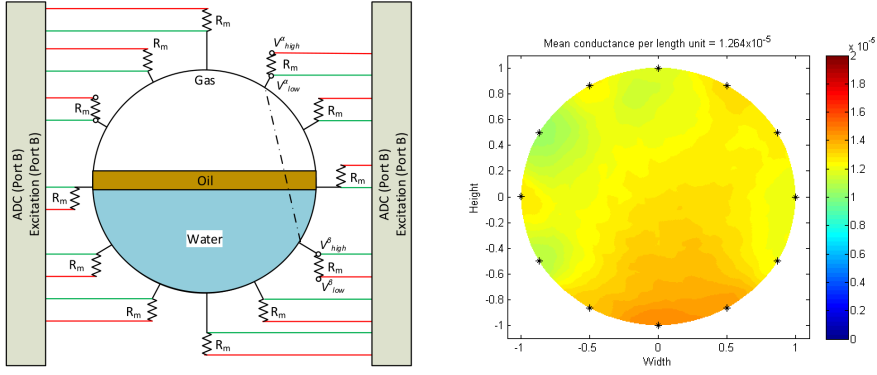 ADC (Port B)
Excitation (Port B)
R_m
R_m
R_m
R_m
R_m
R_m
R_m
R_m
R_m
R_m
R_m
R_m
V^α_high
V^α_low
Gas
Oil
Water
V^β_high
V^β_low
ADC (Port B)
Excitation (Port B)
Mean conductance per length unit = 1.264x10^-5
Height
1
0.8
0.6
0.4
0.2
0
-0.2
-0.4
-0.6
-0.8
-1
-1
-0.5
0
0.5
1
Width
x 10^-5
2
1.8
1.6
1.4
1.2
1
0.8
0.6
0.4
0.2
0